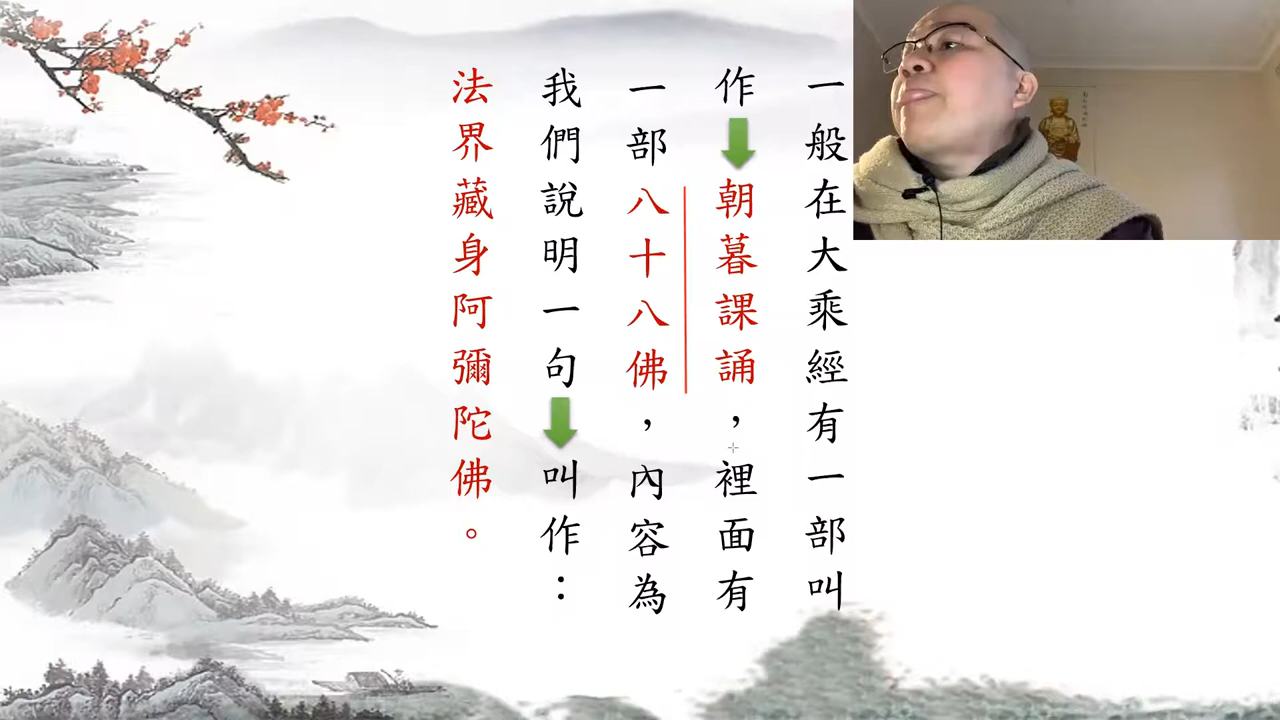 一般在大乘經有一部叫
作朝暮課誦，裡面有
一部八十八佛，內容為
我們說明一句叫作：
法界藏身阿彌陀佛。